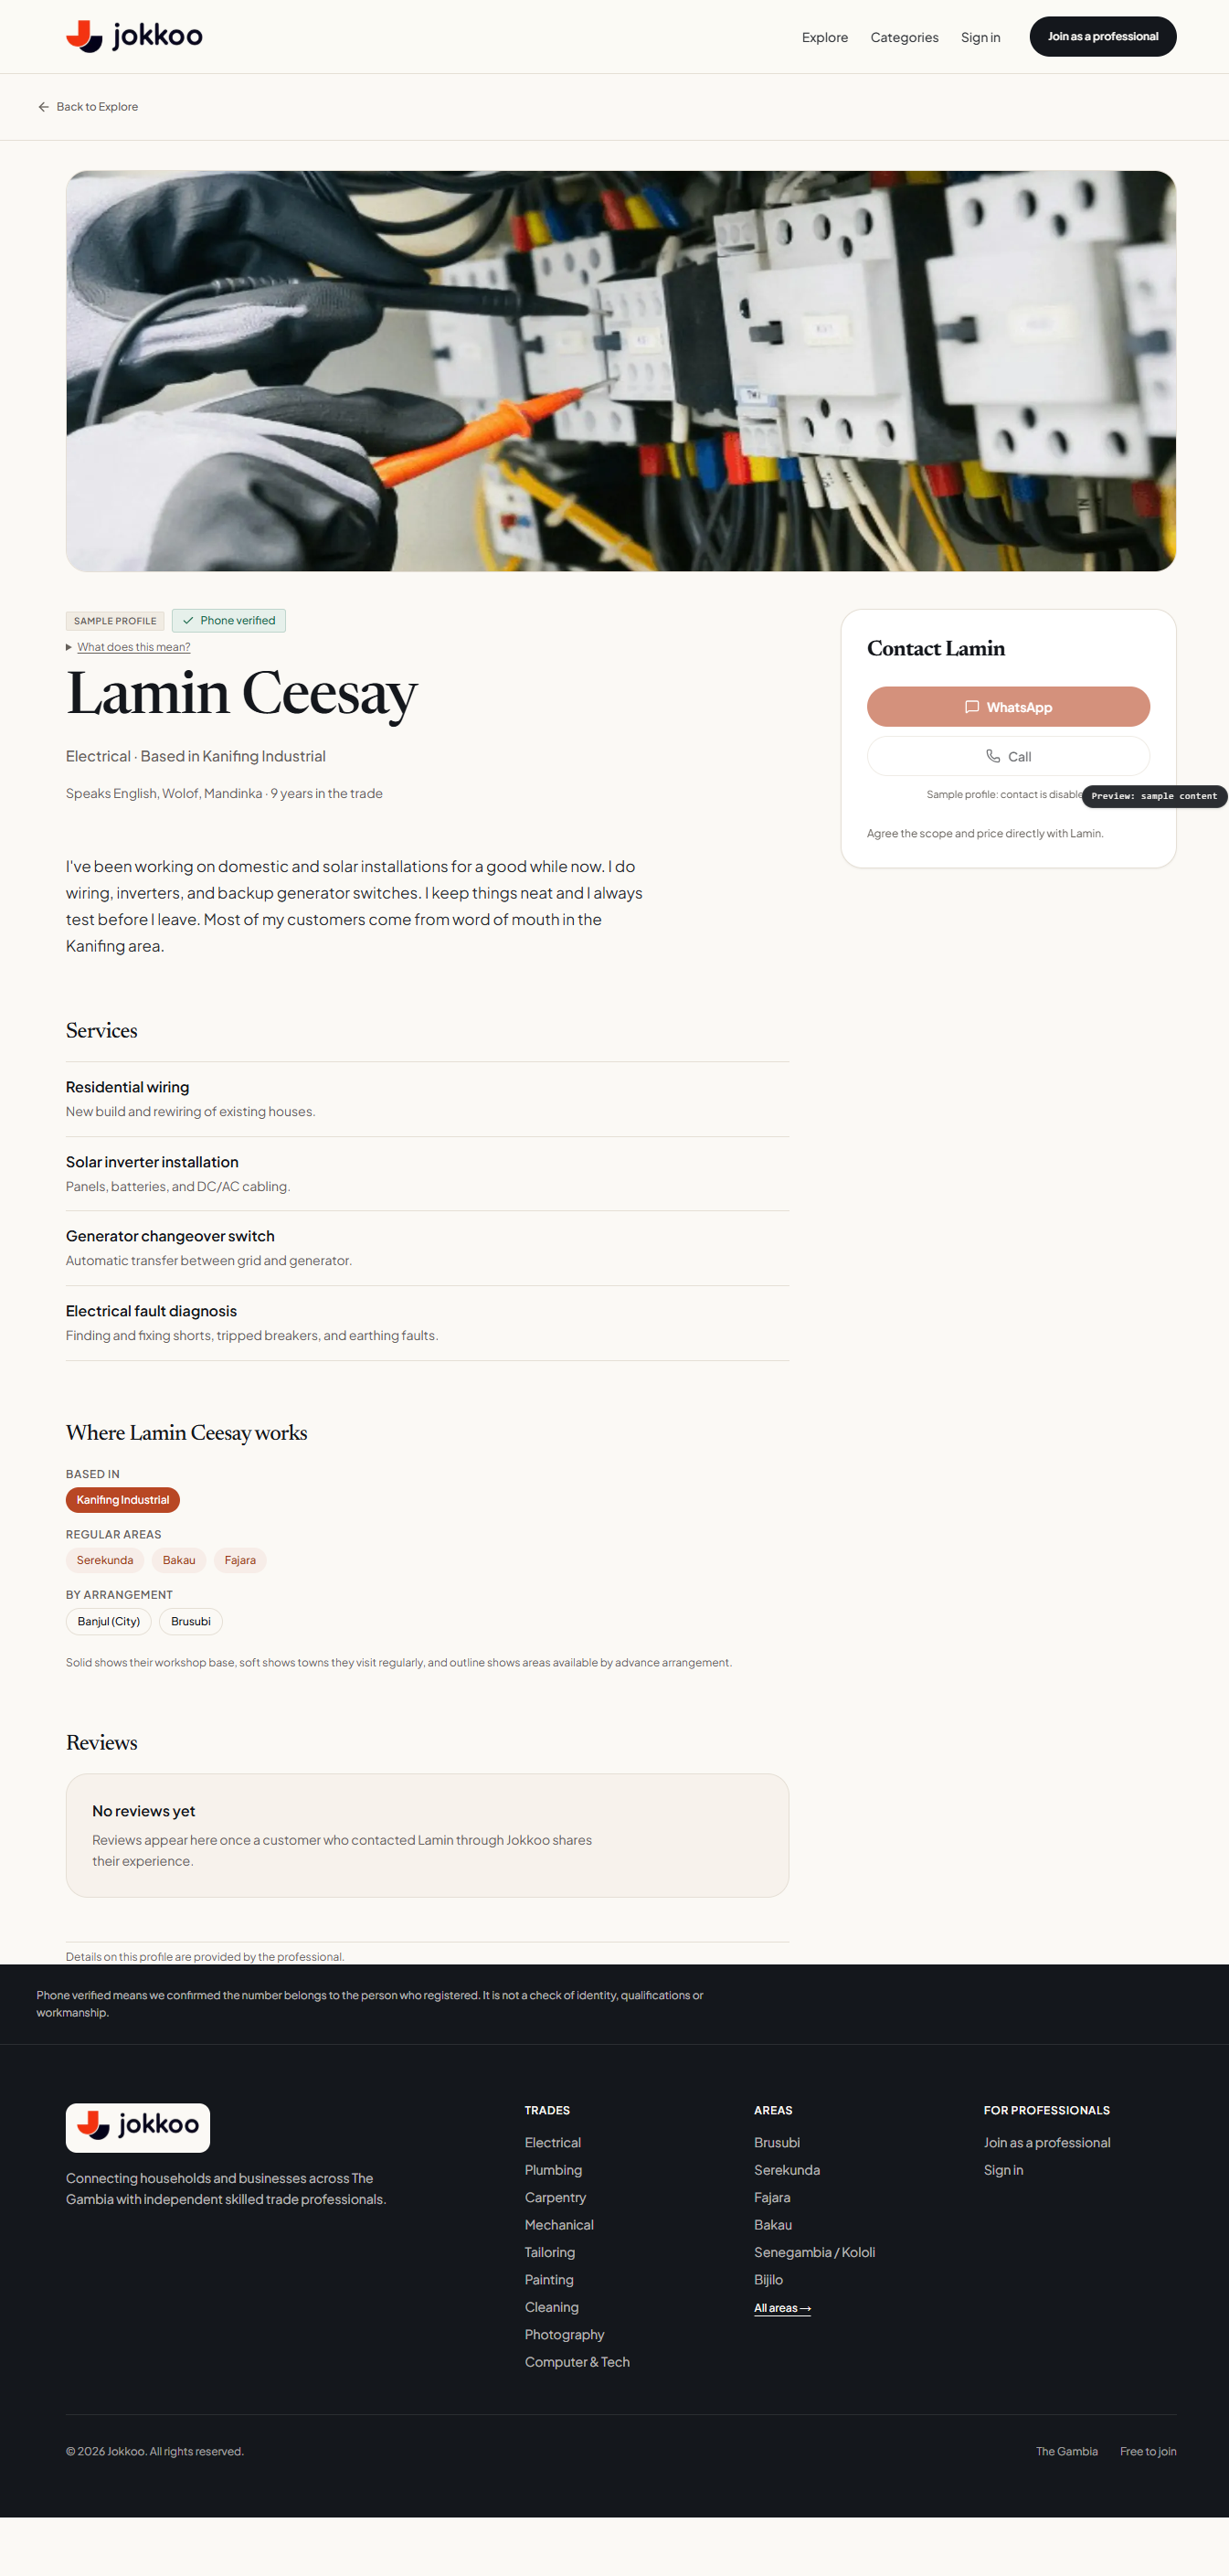 jokkoo
Explore
Categories
Sign in
Join as a professional
Back to Explore
SAMPLE PROFILE
Phone verified
What does this mean?
Lamin Ceesay
Electrical · Based in Kanifing Industrial
Speaks English, Wolof, Mandinka · 9 years in the trade
I've been working on domestic and solar installations for a good while now. I do
wiring, inverters, and backup generator switches. I keep things neat and I always
test before I leave. Most of my customers come from word of mouth in the
Kanifing area.
Contact Lamin
WhatsApp
Call
Sample profile: contact is disable
Preview: sample content
Agree the scope and price directly with Lamin.
Services
Residential wiring
New build and rewiring of existing houses.
Solar inverter installation
Panels, batteries, and DC/AC cabling.
Generator changeover switch
Automatic transfer between grid and generator.
Electrical fault diagnosis
Finding and fixing shorts, tripped breakers, and earthing faults.
Where Lamin Ceesay works
BASED IN
Kanifing Industrial
REGULAR AREAS
Serekunda
Bakau
Fajara
BY ARRANGEMENT
Banjul (City)
Brusubi
Solid shows their workshop base, soft shows towns they visit regularly, and outline shows areas available by advance arrangement.
Reviews
No reviews yet
Reviews appear here once a customer who contacted Lamin through Jokkoo shares
their experience.
Details on this profile are provided by the professional.
Phone verified means we confirmed the number belongs to the person who registered. It is not a check of identity, qualifications or
workmanship.
jokkoo
Connecting households and businesses across The
Gambia with independent skilled trade professionals.
TRADES
Electrical
Plumbing
Carpentry
Mechanical
Tailoring
Painting
Cleaning
Photography
Computer & Tech
AREAS
Brusubi
Serekunda
Fajara
Bakau
Senegambia / Kololi
Bijilo
All areas →
FOR PROFESSIONALS
Join as a professional
Sign in
© 2026 Jokkoo. All rights reserved.
The Gambia
Free to join